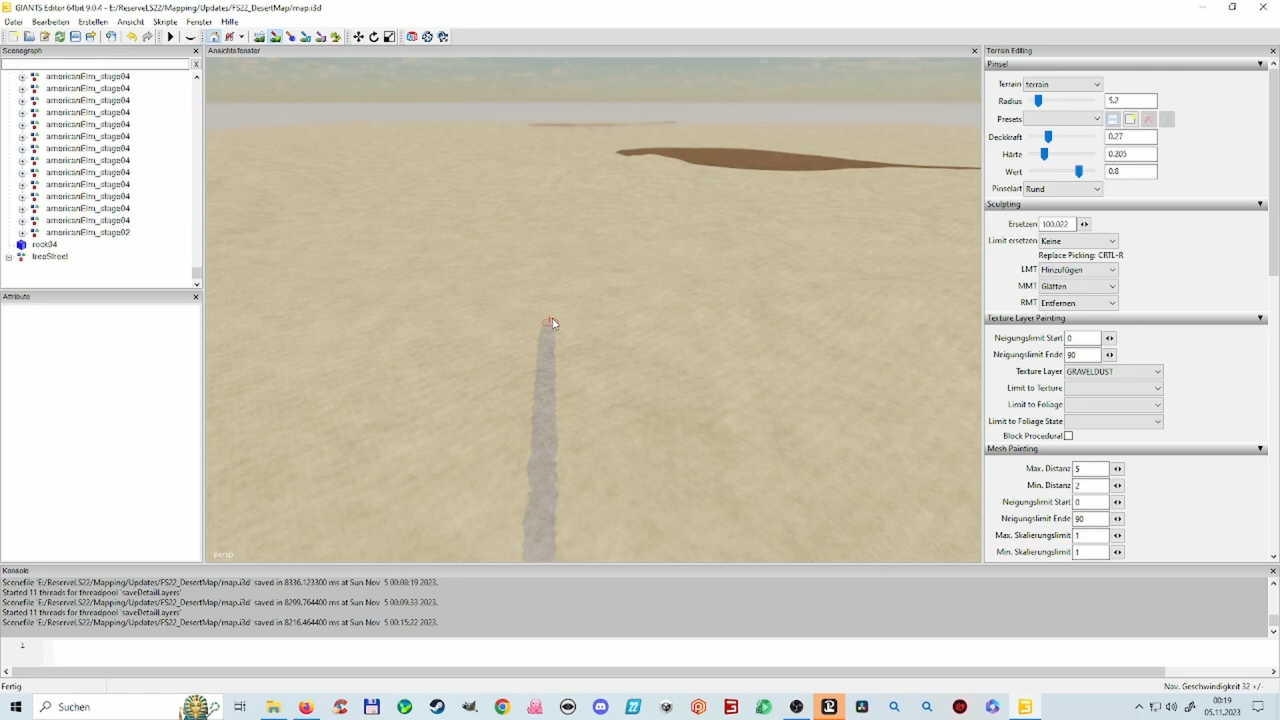 GIANTS Editor 64bit 9.0.4 - E:/ReserveLS22/Mapping/Updates/FS22_DesertMap/map.i3d
Datei Bearbeiten Erstellen Ansicht Skripte Fenster Hilfe
Scenegraph
X
americanElm_stage04
americanElm_stage04
americanElm_stage04
americanElm_stage04
americanElm_stage04
americanElm_stage04
americanElm_stage04
americanElm_stage04
americanElm_stage04
americanElm_stage04
americanElm_stage04
americanElm_stage04
americanElm_stage04
americanElm_stage02
rock04
treeStreet
Attribute
Ansichtsfenster
persp
Terrain Editing
Pinsel
Terrain terrain
Radius 5.2
Presets
Deckkraft 0.27
Härte 0.205
Wert 0.8
Pinselart Rund
Sculpting
Ersetzen 100.022
Limit ersetzen Keine
Replace Picking: CRTL-R
LMT Hinzufügen
MMT Glätten
RMT Entfernen
Texture Layer Painting
Neigungslimit Start 0
Neigungslimit Ende 90
Texture Layer GRAVELDUST
Limit to Texture
Limit to Foliage
Limit to Foliage State
Block Procedural
Mesh Painting
Max. Distanz 5
Min. Distanz 2
Neigungslimit Start 0
Neigungslimit Ende 90
Max. Skalierungslimit 1
Min. Skalierungslimit 1
Konsole
Scenefile 'E:/ReserveLS22/Mapping/Updates/FS22_DesertMap/map.i3d' saved in 8336.123300 ms at Sun Nov 5 00:08:19 2023.
Started 11 threads for threadpool 'saveDetailLayers'
Scenefile 'E:/ReserveLS22/Mapping/Updates/FS22_DesertMap/map.i3d' saved in 8299.764400 ms at Sun Nov 5 00:09:33 2023.
Started 11 threads for threadpool 'saveDetailLayers'
Scenefile 'E:/ReserveLS22/Mapping/Updates/FS22_DesertMap/map.i3d' saved in 8216.464400 ms at Sun Nov 5 00:15:22 2023.
1
Fertig
Nav. Geschwindigkeit 32 +/-
Suchen
00:19
05.11.2023